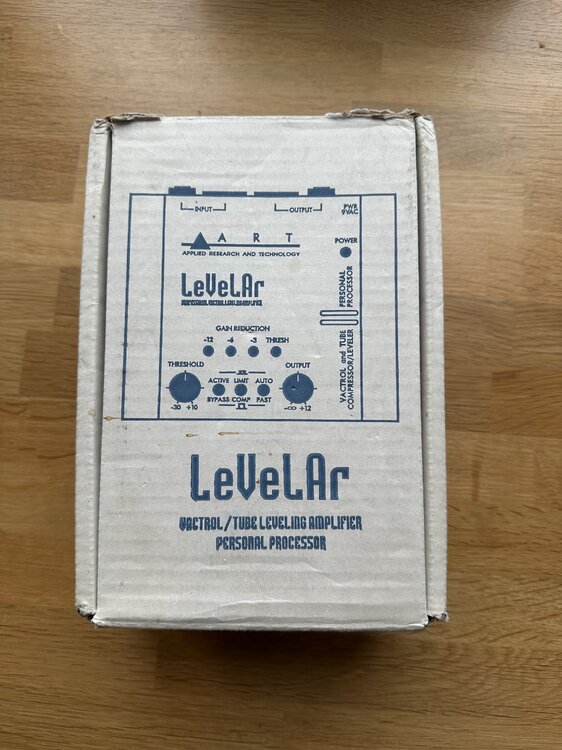 INPUT OUTPUT PWR
9VAC
A R T
APPLIED RESEARCH AND TECHNOLOGY
POWER
LeVeLAr
GAIN REDUCTION
-12 -6 -3 THRESH
THRESHOLD OUTPUT
ACTIVE LIMIT AUTO
BYPASS COMP FAST
-30 +10
+12
VACTROL and TUBE
COMPRESSOR/LEVELER
PERSONAL
PROCESSOR
LeVeLAr
VACTROL/TUBE LEVELING AMPLIFIER
PERSONAL PROCESSOR